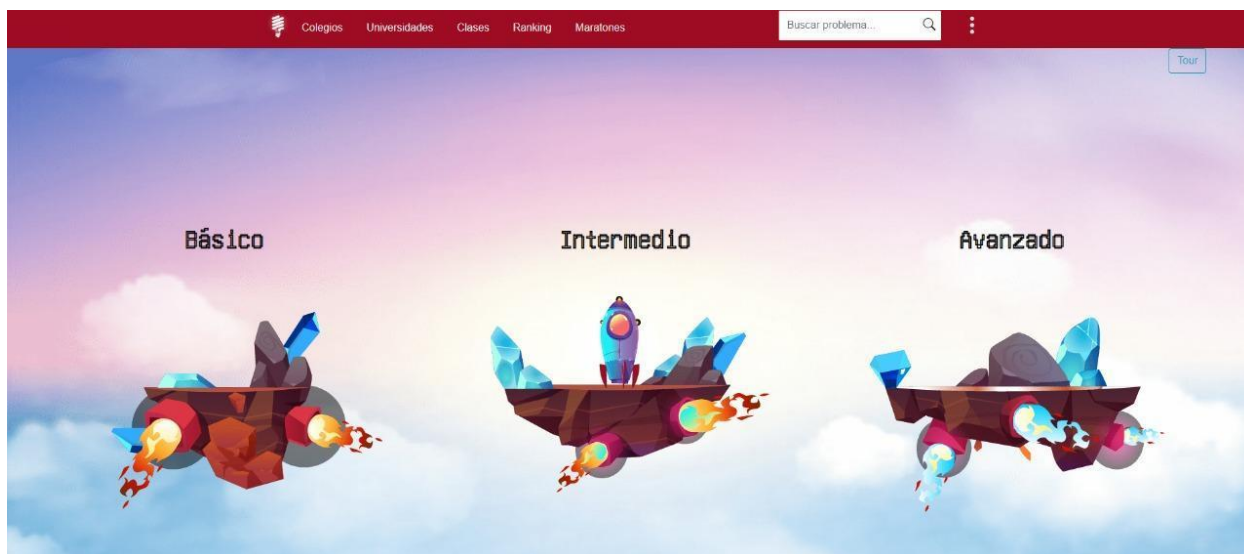 Colegios Universidades Clases Ranking Maratones Buscar problema...
Tour
Básico Intermedio Avanzado